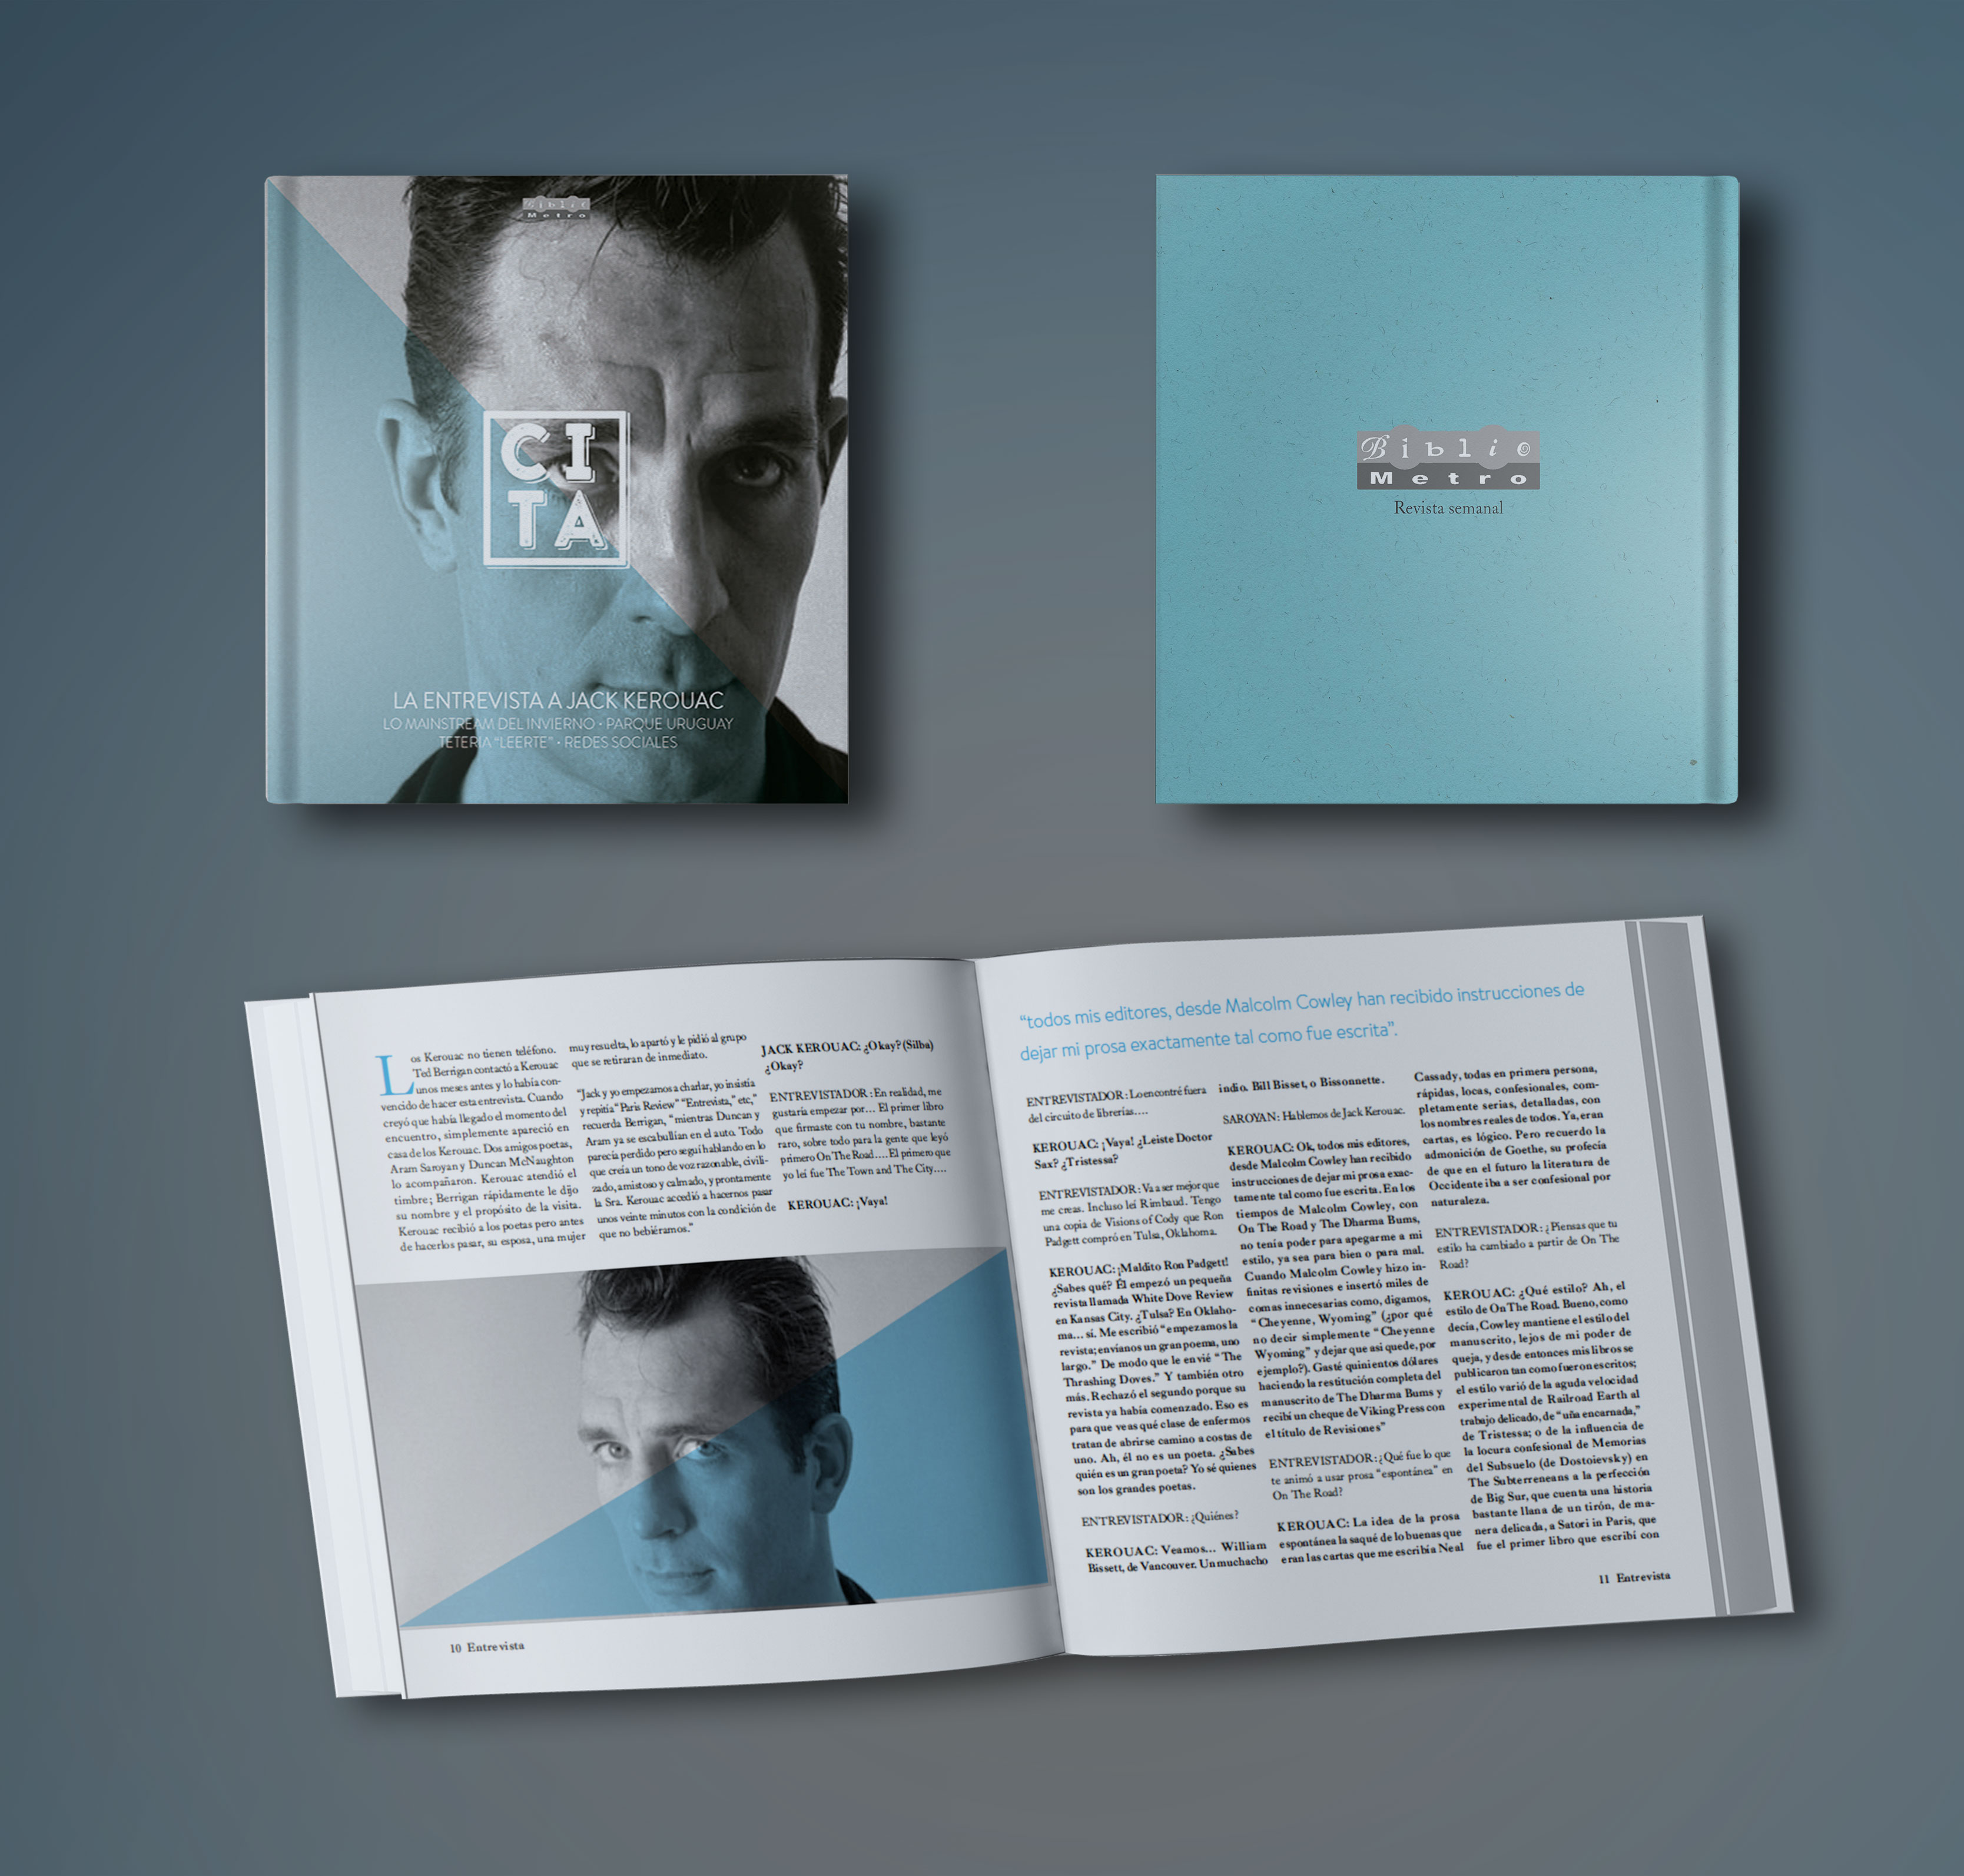 Biblio
Metro
CI
TA
LA ENTREVISTA A JACK KEROUAC
LO MAINSTREAM DEL INVIERNO • PARQUE URUGUAY
TETERÍA "LEERTE" • REDES SOCIALES
Biblio
Metro
Revista semanal
Los Kerouac no tienen teléfono.
Ted Berrigan contactó a Kerouac
unos meses antes y lo había con-
vencido de hacer esta entrevista. Cuando
creyó que había llegado el momento del
encuentro, simplemente apareció en
casa de los Kerouac. Dos amigos poetas,
Aram Saroyan y Duncan McNaughton
lo acompañaron. Kerouac atendió el
timbre; Berrigan rápidamente le dijo
su nombre y el propósito de la visita.
Kerouac recibió a los poetas pero antes
de hacerlos pasar, su esposa, una mujer
muy resuelta, lo apartó y le pidió al grupo
que se retiraran de inmediato.
“Jack y yo empezamos a charlar, yo insistía
y repitía “Paris Review” “Entrevista,” etc,”
recuerda Berrigan, “mientras Duncan y
Aram ya se escabullían en el auto. Todo
parecía perdido pero seguí hablando en lo
que creía un tono de voz razonable, civili-
zado, amistoso y calmado, y prontamente
la Sra. Kerouac accedió a hacernos pasar
unos veinte minutos con la condición de
que no bebiéramos.”
JACK KEROUAC: ¿Okay? (Silba)
¿Okay?
ENTREVISTADOR: En realidad, me
gustaría empezar por… El primer libro
que firmaste con tu nombre, bastante
raro, sobre todo para la gente que leyó
primero On The Road…. El primero que
yo leí fue The Town and The City….
KEROUAC: ¡Vaya!
10 Entrevista
“todos mis editores, desde Malcolm Cowley han recibido instrucciones de
dejar mi prosa exactamente tal como fue escrita”.
ENTREVISTADOR: Lo encontré fuera
del circuito de librerías….
KEROUAC: ¡Vaya! ¿Leiste Doctor
Sax? ¿Tristessa?
ENTREVISTADOR: Va a ser mejor que
me creas. Incluso leí Rimbaud. Tengo
una copia de Visions of Cody que Ron
Padgett compró en Tulsa, Oklahoma.
KEROUAC: ¡Maldito Ron Padgett!
¿Sabes qué? Él empezó un pequeña
revista llamada White Dove Review
en Kansas City. ¿Tulsa? En Oklaho-
ma… sí. Me escribió “empezamos la
revista; envíanos un gran poema, uno
largo.” De modo que le envié “The
Thrashing Doves.” Y también otro
más. Rechazó el segundo porque su
revista ya había comenzado. Eso es
para que veas qué clase de enfermos
tratan de abrirse camino a costas de
uno. Ah, él no es un poeta. ¿Sabes
quién es un gran poeta? Yo sé quienes
son los grandes poetas.
ENTREVISTADOR: ¿Quiénes?
KEROUAC: Veamos… William
Bissett, de Vancouver. Un muchacho
indio. Bill Bisset, o Bissonnette.
SAROYAN: Hablemos de Jack Kerouac.
KEROUAC: Ok, todos mis editores,
desde Malcolm Cowley han recibido
instrucciones de dejar mi prosa exac-
tamente tal como fue escrita. En los
tiempos de Malcolm Cowley, con
On The Road y The Dharma Bums,
no tenía poder para apegarme a mi
estilo, ya sea para bien o para mal.
Cuando Malcolm Cowley hizo in-
finitas revisiones e insertó miles de
comas innecesarias como, digamos,
“Cheyenne, Wyoming” (¿por qué
no decir simplemente “Cheyenne
Wyoming” y dejar que asi quede, por
ejemplo?). Gasté quinientos dólares
haciendo la restitución completa del
manuscrito de The Dharma Bums y
recibí un cheque de Viking Press con
el título de Revisiones”
ENTREVISTADOR: ¿Qué fue lo que
te animó a usar prosa “espontánea” en
On The Road?
KEROUAC: La idea de la prosa
espontánea la saqué de lo buenas que
eran las cartas que me escribía Neal
Cassady, todas en primera persona,
rápidas, locas, confesionales, com-
pletamente serias, detalladas, con
los nombres reales de todos. Ya, eran
cartas, es lógico. Pero recuerdo la
admonición de Goethe, su profecía
de que en el futuro la literatura de
Occidente iba a ser confesional por
naturaleza.
ENTREVISTADOR: ¿Piensas que tu
estilo ha cambiado a partir de On The
Road?
KEROUAC: ¿Qué estilo? Ah, el
estilo de On The Road. Bueno, como
decía, Cowley mantiene el estilo del
manuscrito, lejos de mi poder de
queja, y desde entonces mis libros se
publicaron tan como fueron escritos;
el estilo varió de la aguda velocidad
experimental de Railroad Earth al
trabajo delicado, de “uña encarnada,”
de Tristessa; o de la influencia de
la locura confesional de Memorias
del Subsuelo (de Dostoievsky) en
The Subterreneans a la perfección
de Big Sur, que cuenta una historia
bastante llana de un tirón, de ma-
nera delicada, a Satori in Paris, que
fue el primer libro que escribí con
11 Entrevista